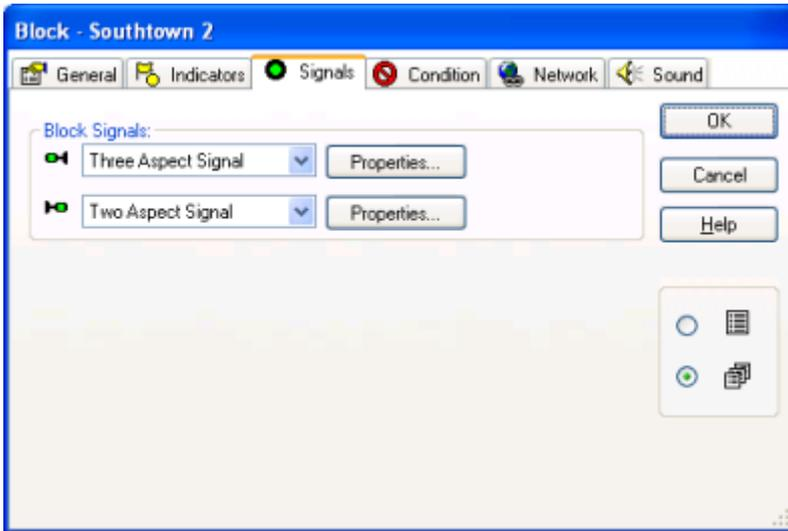 Block - Southtown 2
General Indicators Signals Condition Network Sound
Block Signals:
Three Aspect Signal Properties...
Two Aspect Signal Properties...
OK
Cancel
Help